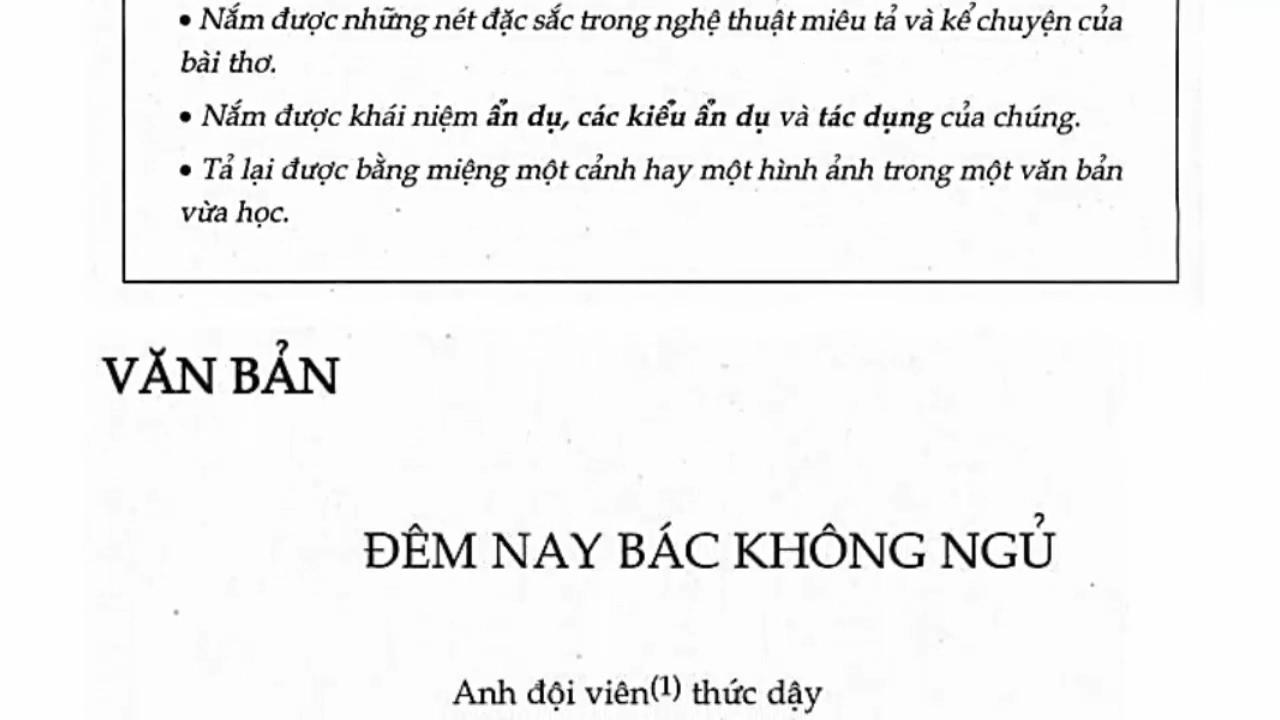 • Nắm được những nét đặc sắc trong nghệ thuật miêu tả và kể chuyện của
bài thơ.
• Nắm được khái niệm ẩn dụ, các kiểu ẩn dụ và tác dụng của chúng.
• Tả lại được bằng miệng một cảnh hay một hình ảnh trong một văn bản
vừa học.
VĂN BẢN
ĐÊM NAY BÁC KHÔNG NGỦ
Anh đội viên(1) thức dậy